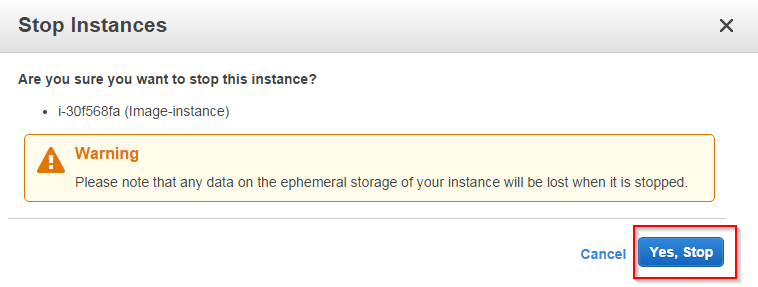 Stop Instances
Are you sure you want to stop this instance?
• i-30f568fa (Image-instance)
Warning
Please note that any data on the ephemeral storage of your instance will be lost when it is stopped.
Cancel Yes, Stop